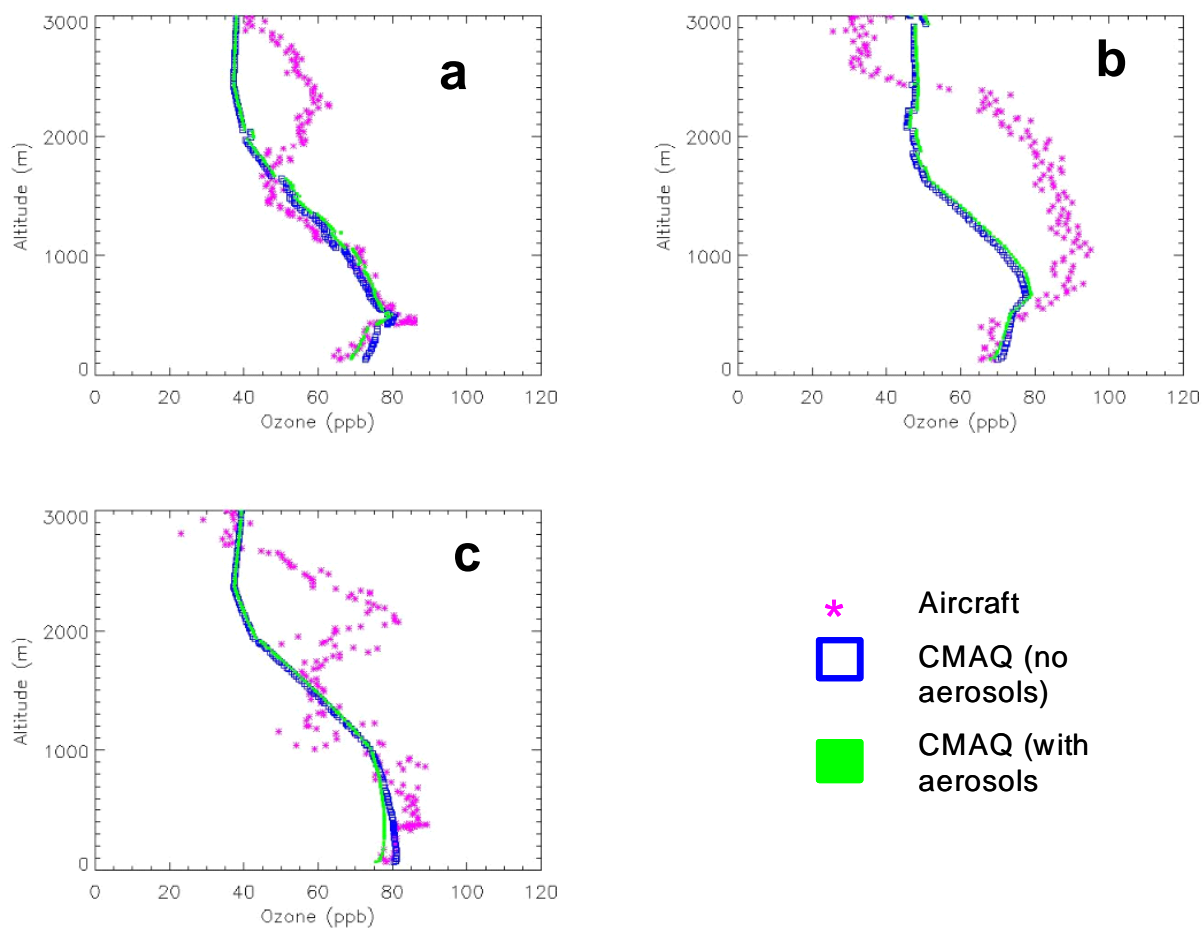 3000
2000
1000
0
Altitude (m)
a
0 20 40 60 80 100 120
Ozone (ppb)
3000
2000
1000
0
Altitude (m)
b
0 20 40 60 80 100 120
Ozone (ppb)
3000
2000
1000
0
Altitude (m)
c
0 20 40 60 80 100 120
Ozone (ppb)
Aircraft
CMAQ (no
aerosols)
CMAQ (with
aerosols